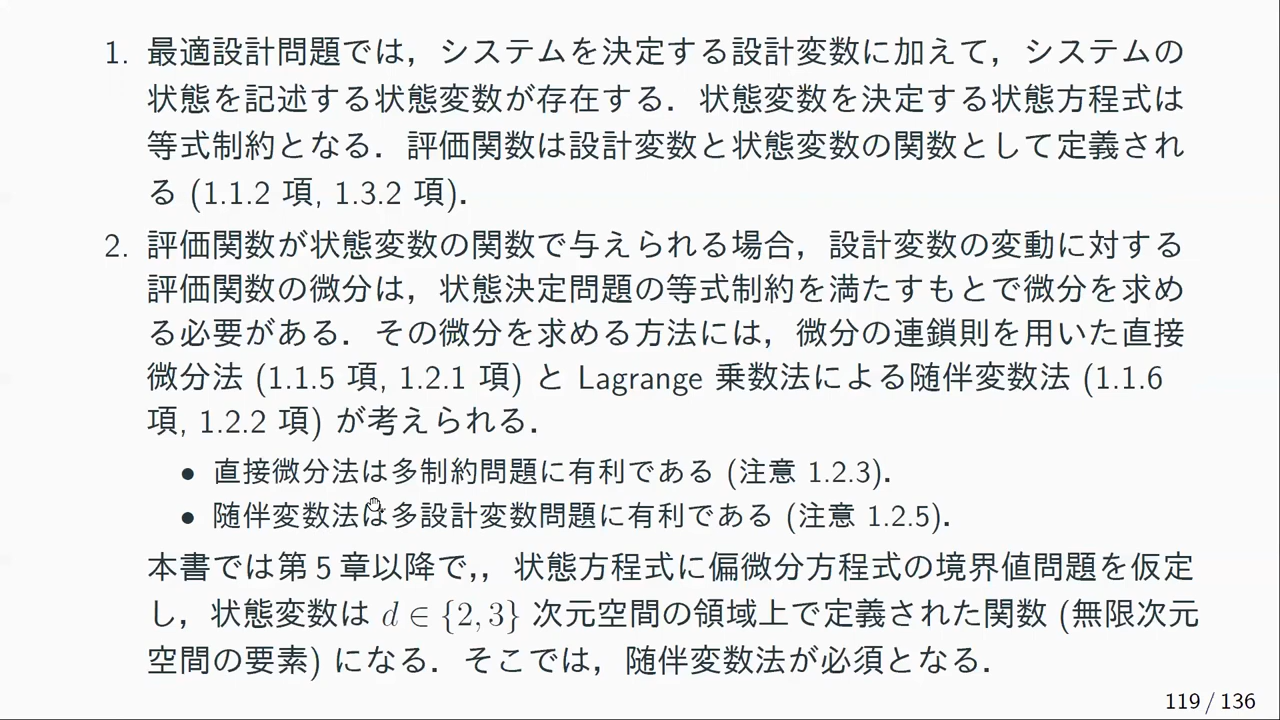 1. 最適設計問題では，システムを決定する設計変数に加えて，システムの
状態を記述する状態変数が存在する．状態変数を決定する状態方程式は
等式制約となる．評価関数は設計変数と状態変数の関数として定義され
る (1.1.2 項, 1.3.2 項)．
2. 評価関数が状態変数の関数で与えられる場合，設計変数の変動に対する
評価関数の微分は，状態決定問題の等式制約を満たすもとで微分を求め
る必要がある．その微分を求める方法には，微分の連鎖則を用いた直接
微分法 (1.1.5 項, 1.2.1 項) と Lagrange 乗数法による随伴変数法 (1.1.6
項, 1.2.2 項) が考えられる．
• 直接微分法は多制約問題に有利である (注意 1.2.3)．
• 随伴変数法は多設計変数問題に有利である (注意 1.2.5)．
本書では第 5 章以降で,，状態方程式に偏微分方程式の境界値問題を仮定
し，状態変数は d ∈ {2, 3} 次元空間の領域上で定義された関数 (無限次元
空間の要素) になる．そこでは，随伴変数法が必須となる．
119 / 136